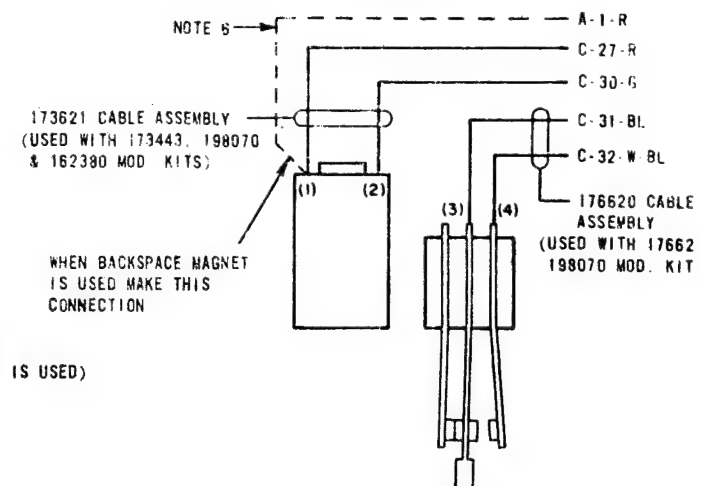 NOTE 6
A-1-R
C-27-R
C-30-G
C-31-BL
C-32-W-BL
173621 CABLE ASSEMBLY
(USED WITH 173443, 198070
& 162380 MOD KITS)
(1)
(2)
(3)
(4)
176620 CABLE
ASSEMBLY
(USED WITH 17662
198070 MOD. KIT
WHEN BACKSPACE MAGNET
IS USED MAKE THIS
CONNECTION
IS USED)